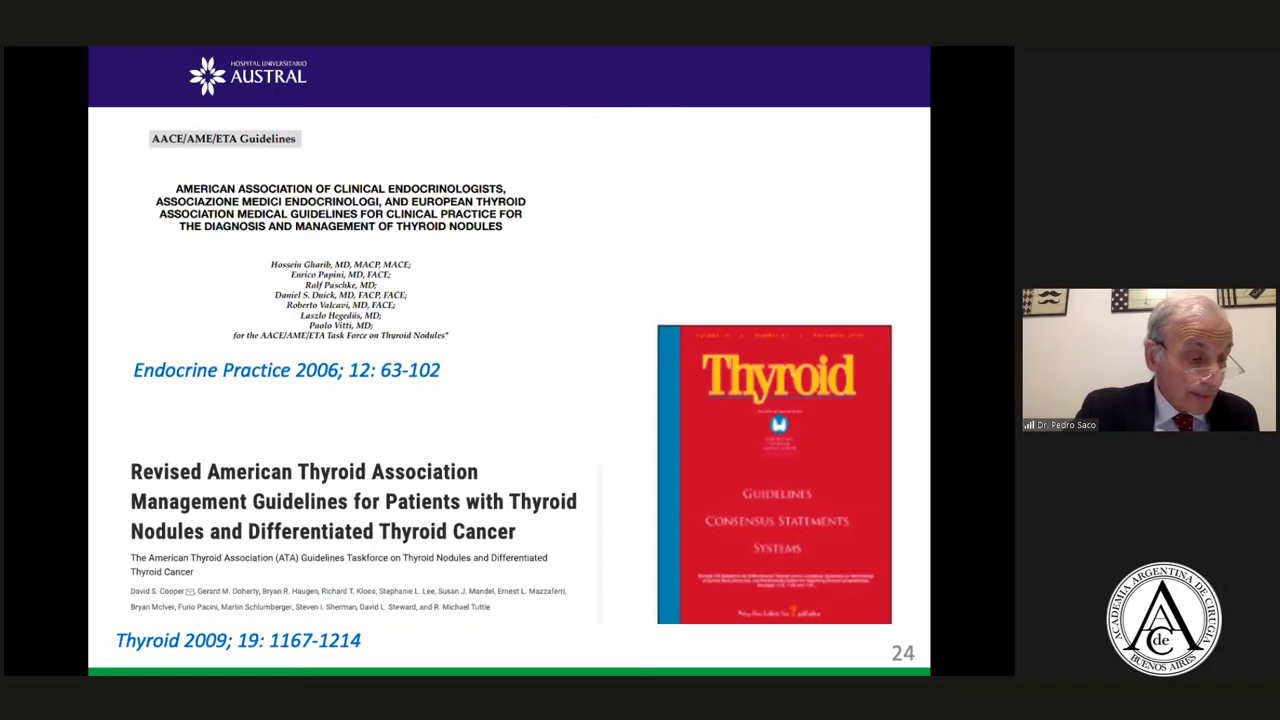 HOSPITAL UNIVERSITARIO
AUSTRAL
AACE/AME/ETA Guidelines
AMERICAN ASSOCIATION OF CLINICAL ENDOCRINOLOGISTS,
ASSOCIAZIONE MEDICI ENDOCRINOLOGI, AND EUROPEAN THYROID
ASSOCIATION MEDICAL GUIDELINES FOR CLINICAL PRACTICE FOR
THE DIAGNOSIS AND MANAGEMENT OF THYROID NODULES
Hossein Gharib, MD, MACP, MACE;
Enrico Papini, MD, FACE;
Ralf Paschke, MD;
Daniel S. Duick, MD, FACP, FACE;
Roberto Valcavi, MD, FACE;
Laszlo Hegedüs, MD;
Paolo Vitti, MD;
for the AACE/AME/ETA Task Force on Thyroid Nodules*
Endocrine Practice 2006; 12: 63-102
Revised American Thyroid Association
Management Guidelines for Patients with Thyroid
Nodules and Differentiated Thyroid Cancer
The American Thyroid Association (ATA) Guidelines Taskforce on Thyroid Nodules and Differentiated
Thyroid Cancer
David S. Cooper, Gerard M. Doherty, Bryan R. Haugen, Richard T. Kloos, Stephanie L. Lee, Susan J. Mandel, Ernest L. Mazzaferri,
Bryan McIver, Furio Pacini, Martin Schlumberger, Steven I. Sherman, David L. Steward, and R. Michael Tuttle
Thyroid 2009; 19: 1167-1214
Thyroid
GUIDELINES
CONSENSUS STATEMENTS
SYSTEMS
24
Dr. Pedro Saco
ACADEMIA ARGENTINA DE CIRUGÍA
A de C
BUENOS AIRES